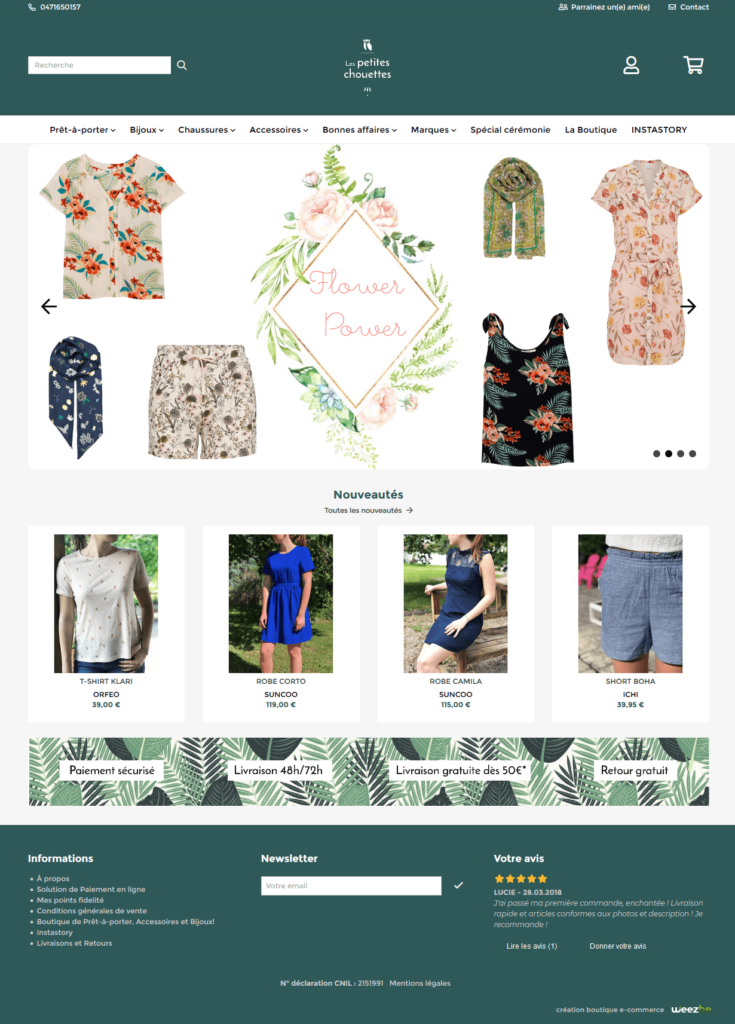 0471650157
Parrainez un(e) ami(e)
Contact
Recherche
Les petites
chouettes
Prêt-à-porter
Bijoux
Chaussures
Accessoires
Bonnes affaires
Marques
Spécial cérémonie
La Boutique
INSTASTORY
Flower
Power
Nouveautés
Toutes les nouveautés
T-SHIRT KLARI
ORFEO
39,00 €
ROBE CORTO
SUNCOO
119,00 €
ROBE CAMILA
SUNCOO
115,00 €
SHORT BOHA
ICHI
39,95 €
Paiement sécurisé
Livraison 48h/72h
Livraison gratuite dès 50€*
Retour gratuit
Informations
À propos
Solution de Paiement en ligne
Mes points fidelité
Conditions générales de vente
Boutique de Prêt-à-porter, Accessoires et Bijoux!
Instastory
Livraisons et Retours
Newsletter
Votre email
Votre avis
LUCIE - 28.03.2018
J'ai passé ma première commande, enchantée ! Livraison
rapide et articles conformes aux photos et description ! Je
recommande !
Lire les avis (1)
Donner votre avis
N° déclaration CNIL : 2151991 Mentions légales
création boutique e-commerce weezbe